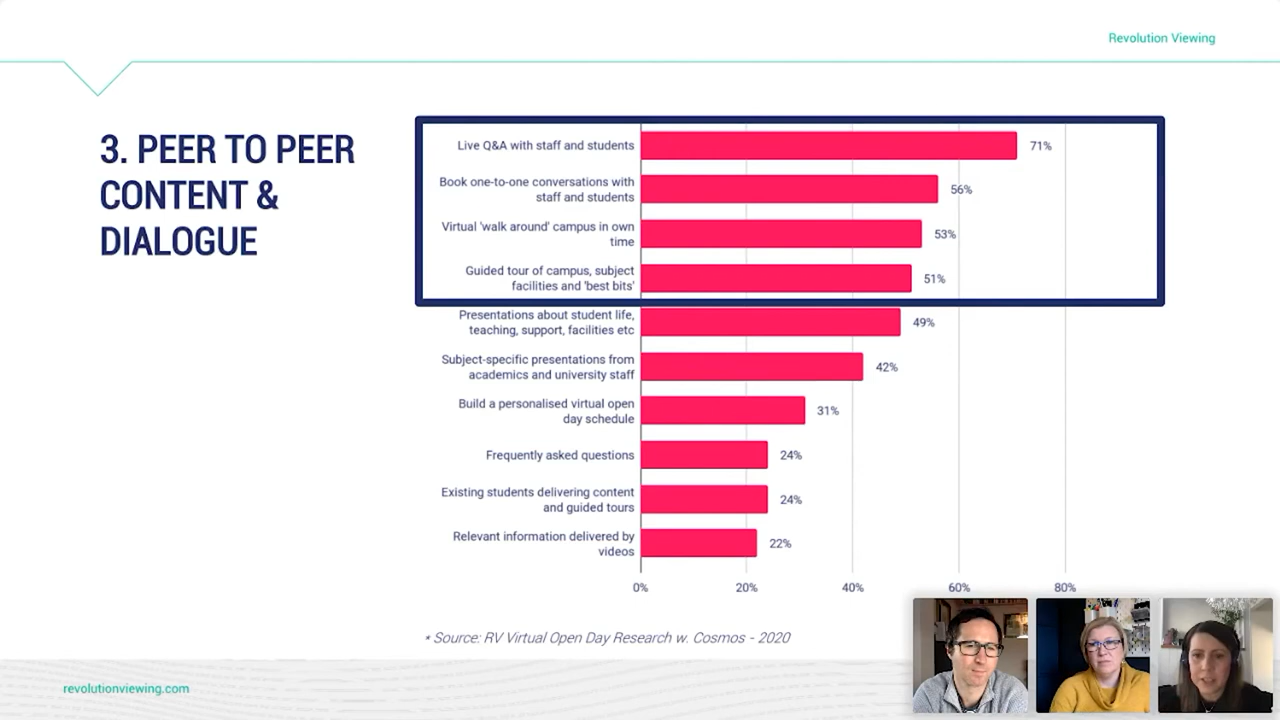 Revolution Viewing
3. PEER TO PEER
CONTENT &
DIALOGUE
Live Q&A with staff and students
71%
Book one-to-one conversations with
staff and students
56%
Virtual 'walk around' campus in own
time
53%
Guided tour of campus, subject
facilities and 'best bits'
51%
Presentations about student life,
teaching, support, facilities etc
49%
Subject-specific presentations from
academics and university staff
42%
Build a personalised virtual open
day schedule
31%
Frequently asked questions
24%
Existing students delivering content
and guided tours
24%
Relevant information delivered by
videos
22%
0% 20% 40% 60% 80%
* Source: RV Virtual Open Day Research w. Cosmos - 2020
revolutionviewing.com